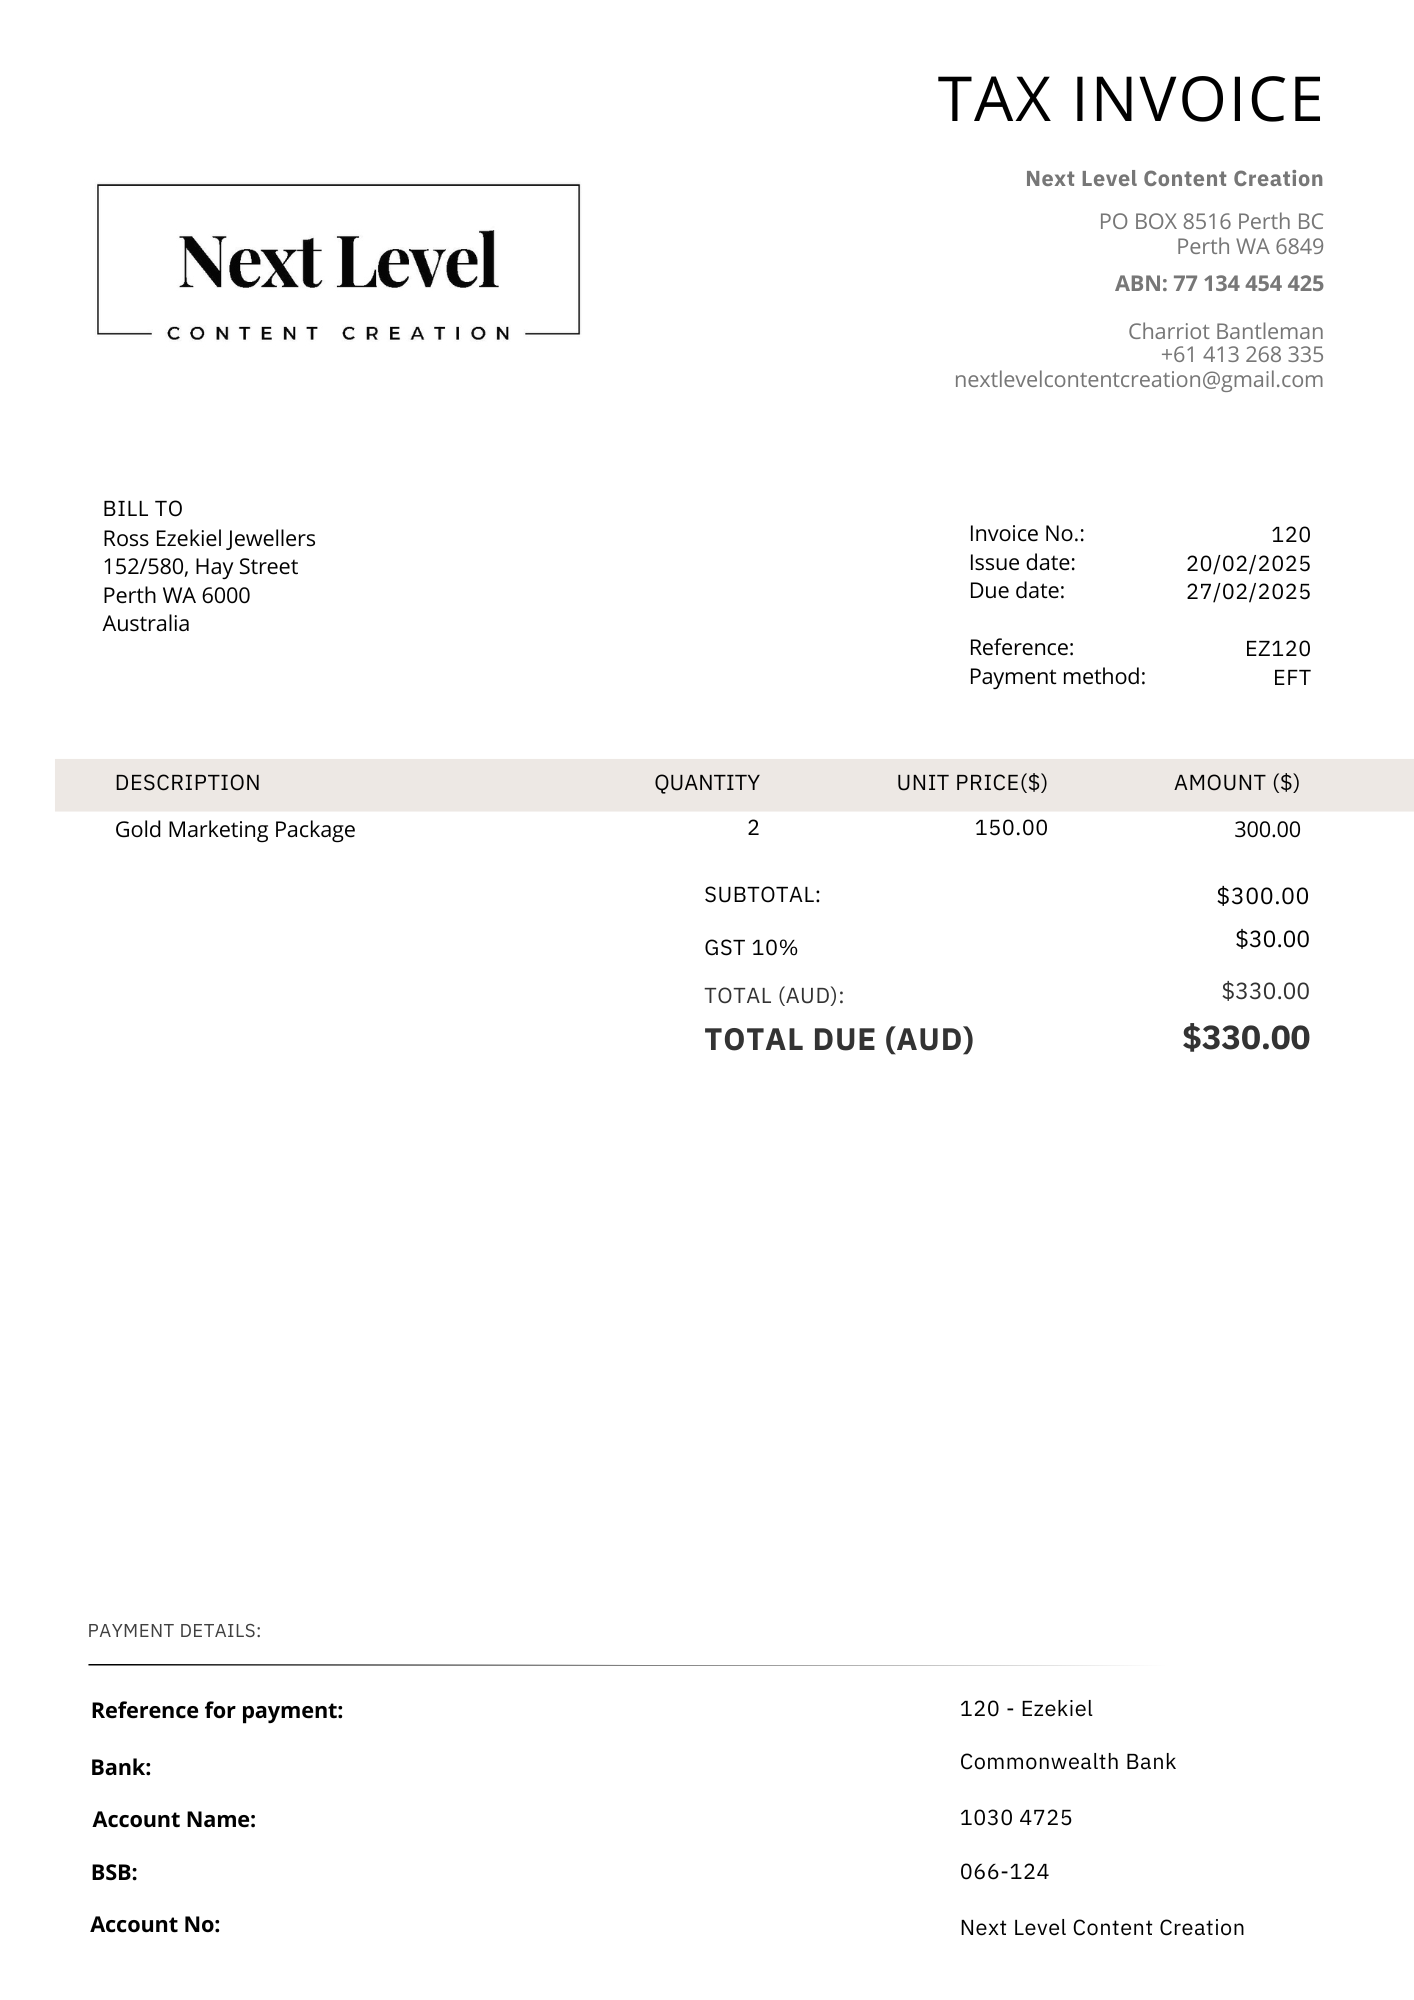 TAX INVOICE
Next Level
CONTENT CREATION
Next Level Content Creation
PO BOX 8516 Perth BC
Perth WA 6849
ABN: 77 134 454 425
Charriot Bantleman
+61 413 268 335
nextlevelcontentcreation@gmail.com
BILL TO
Ross Ezekiel Jewellers
152/580, Hay Street
Perth WA 6000
Australia
Invoice No.: 120
Issue date: 20/02/2025
Due date: 27/02/2025
Reference: EZ120
Payment method: EFT
DESCRIPTION QUANTITY UNIT PRICE($) AMOUNT ($)
Gold Marketing Package 2 150.00 300.00
SUBTOTAL: $300.00
GST 10% $30.00
TOTAL (AUD): $330.00
TOTAL DUE (AUD) $330.00
PAYMENT DETAILS:
Reference for payment: 120 - Ezekiel
Bank: Commonwealth Bank
Account Name: 1030 4725
BSB: 066-124
Account No: Next Level Content Creation